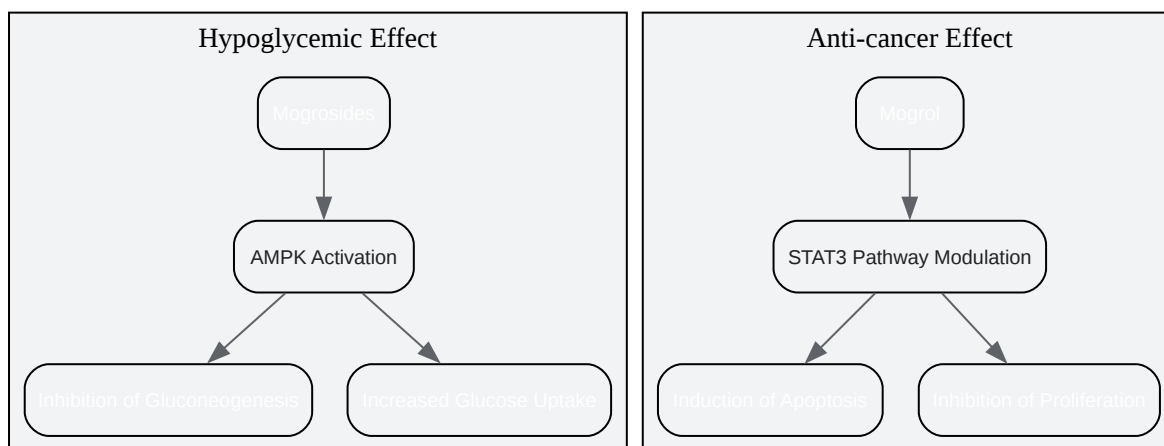 Hypoglycemic Effect
Mogrosides
AMPK Activation
Inhibition of Gluconeogenesis
Increased Glucose Uptake
Anti-cancer Effect
Mogrol
STAT3 Pathway Modulation
Induction of Apoptosis
Inhibition of Proliferation